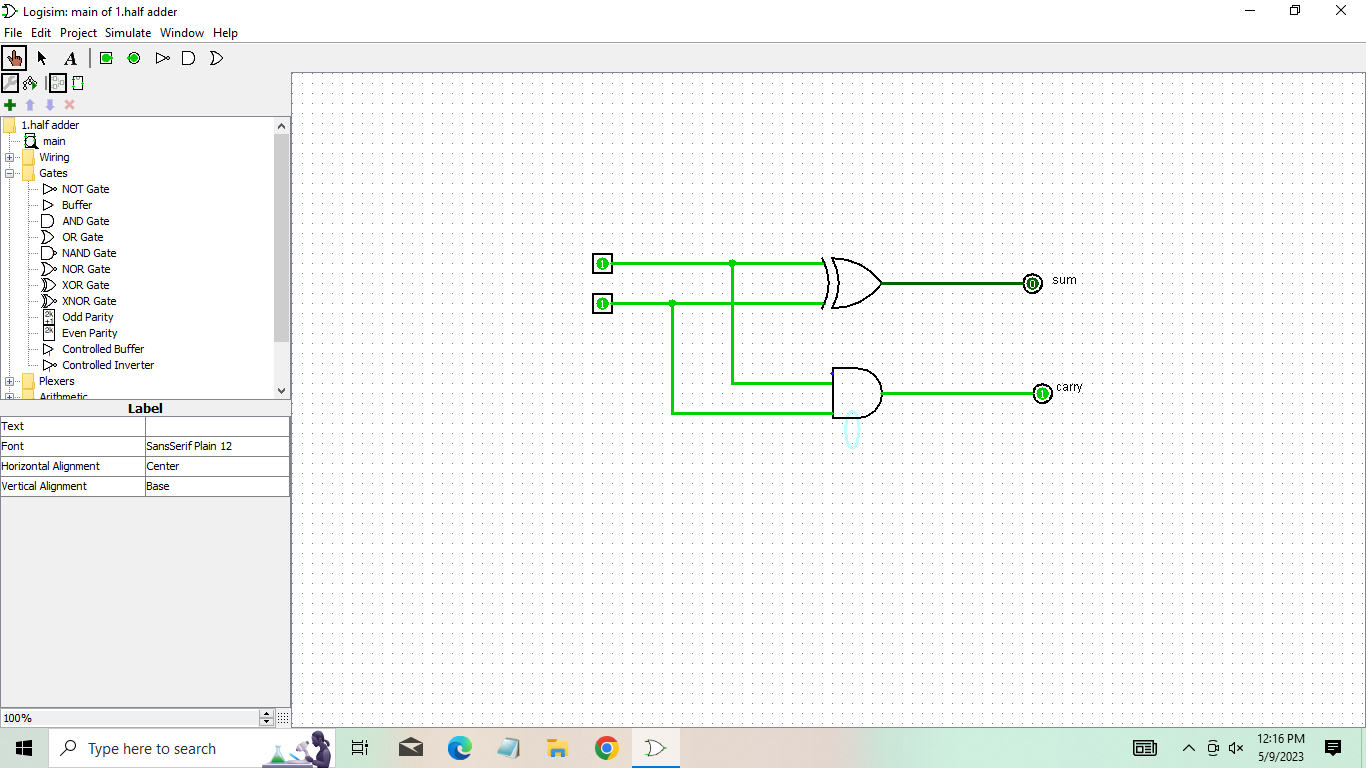 Logisim: main of 1.half adder
File Edit Project Simulate Window Help
A
1.half adder
main
Wiring
Gates
NOT Gate
Buffer
AND Gate
OR Gate
NAND Gate
NOR Gate
XOR Gate
XNOR Gate
Odd Parity
Even Parity
Controlled Buffer
Controlled Inverter
Plexers
Arithmetic
Label
Text
Font SansSerif Plain 12
Horizontal Alignment Center
Vertical Alignment Base
100%
1
1
0 sum
1 carry
Type here to search
12:16 PM
5/9/2023